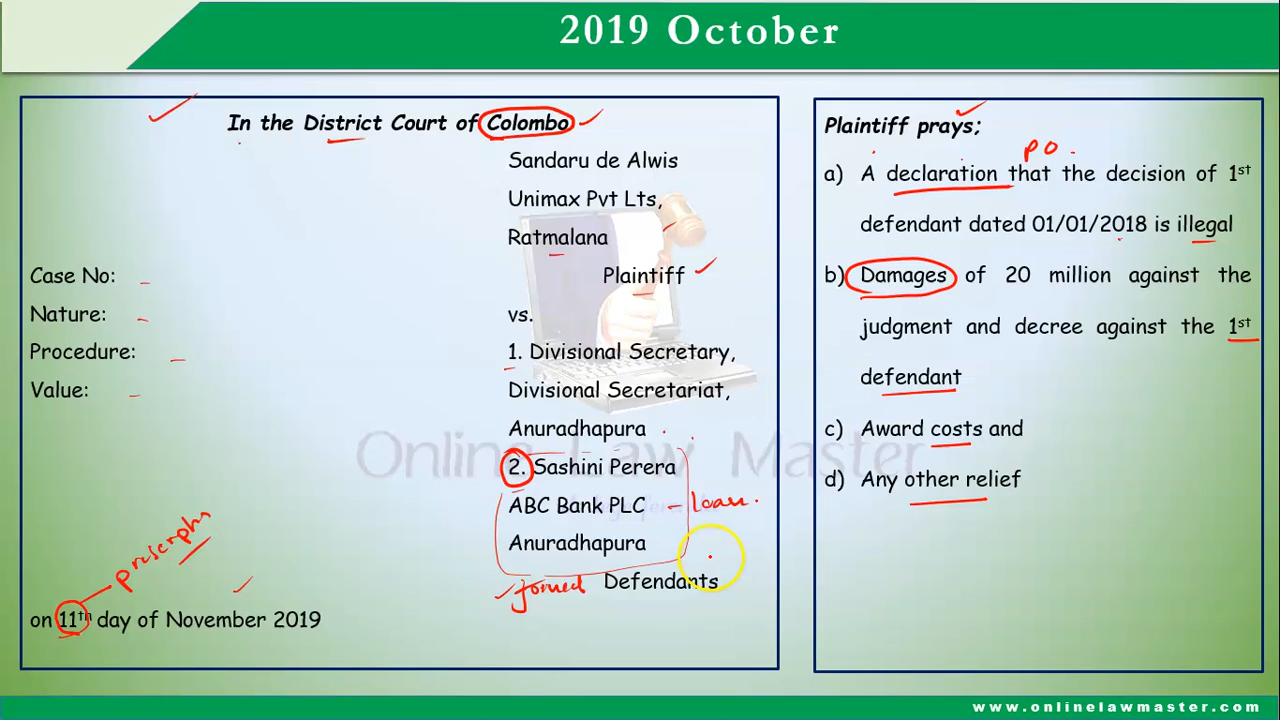 2019 October
In the District Court of Colombo
Sandaru de Alwis
Unimax Pvt Lts,
Ratmalana
Case No:
Plaintiff
Nature:
vs.
Procedure:
1. Divisional Secretary,
Value:
Divisional Secretariat,
Anuradhapura
2. Sashini Perera
ABC Bank PLC - loan.
Anuradhapura
joined Defendants
on 11th day of November 2019
Plaintiff prays;
po
a) A declaration that the decision of 1st
defendant dated 01/01/2018 is illegal
b) Damages of 20 million against the
judgment and decree against the 1st
defendant
c) Award costs and
d) Any other relief
Online Law Master
www.onlinelawmaster.com